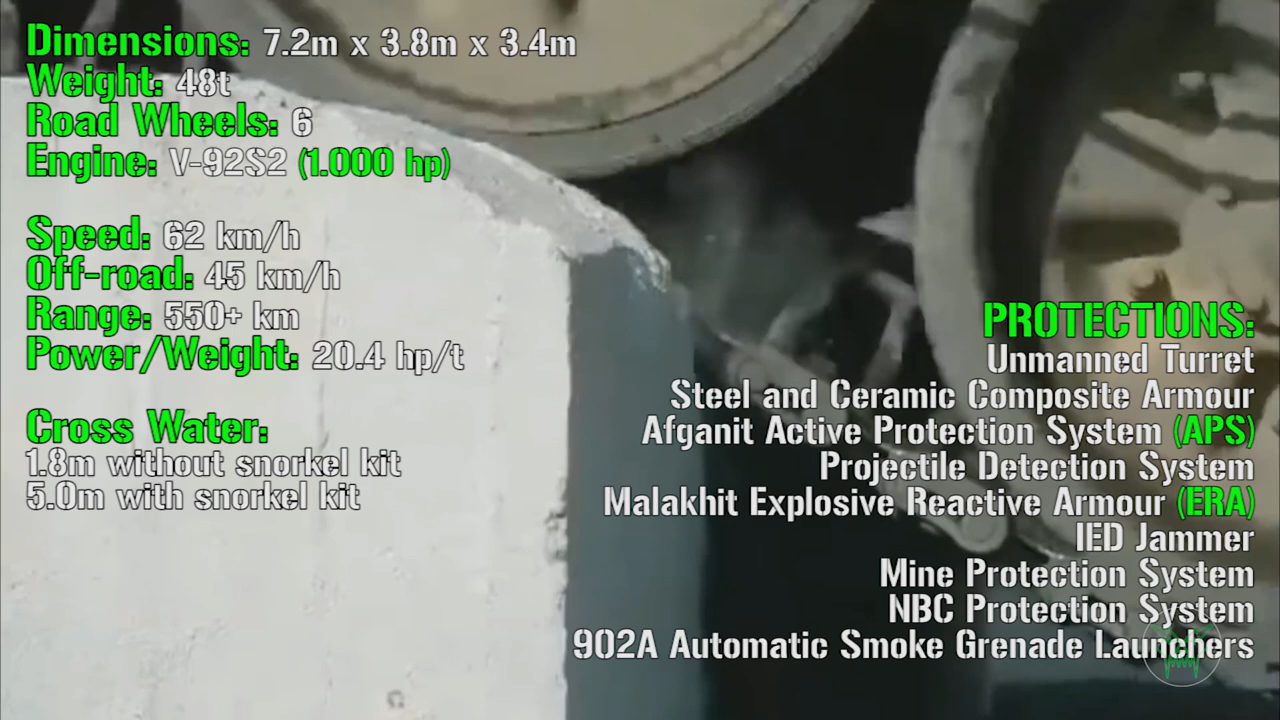 Dimensions: 7.2m x 3.8m x 3.4m
Weight: 48t
Road Wheels: 6
Engine: V-92S2 (1.000 hp)
Speed: 62 km/h
Off-road: 45 km/h
Range: 550+ km
Power/Weight: 20.4 hp/t
Cross Water:
1.8m without snorkel kit
5.0m with snorkel kit
PROTECTIONS:
Unmanned Turret
Steel and Ceramic Composite Armour
Afganit Active Protection System (APS)
Projectile Detection System
Malakhit Explosive Reactive Armour (ERA)
IED Jammer
Mine Protection System
NBC Protection System
902A Automatic Smoke Grenade Launchers